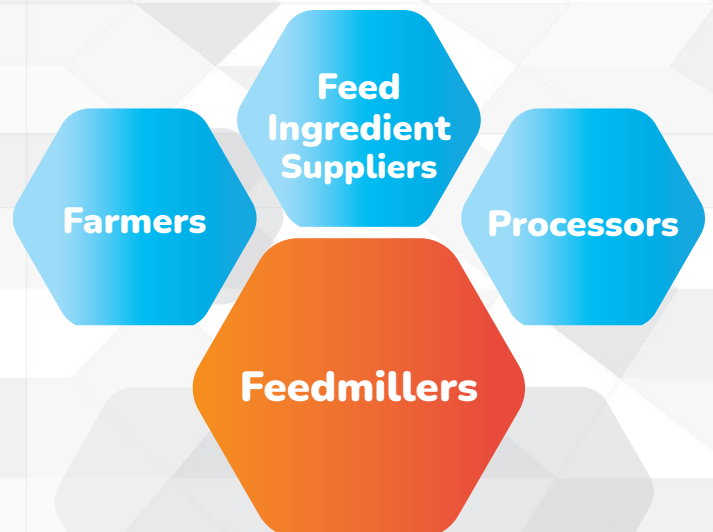 Feed
Ingredient
Suppliers
Farmers
Processors
Feedmillers